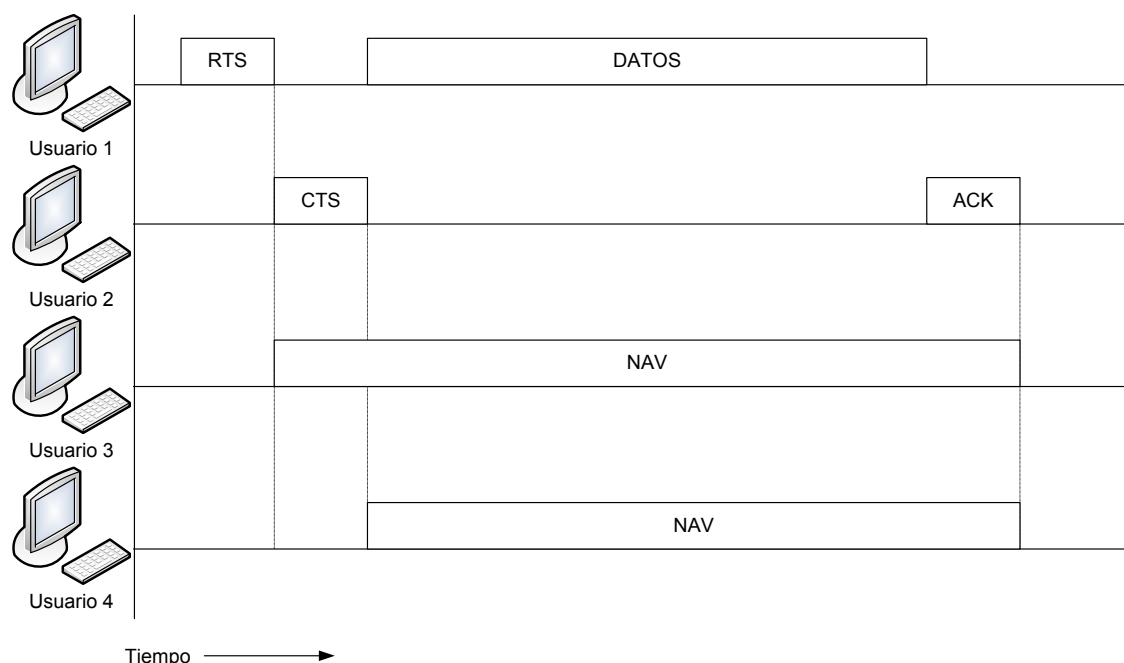 RTS
DATOS
Usuario 1
CTS
ACK
Usuario 2
NAV
Usuario 3
NAV
Usuario 4
Tiempo